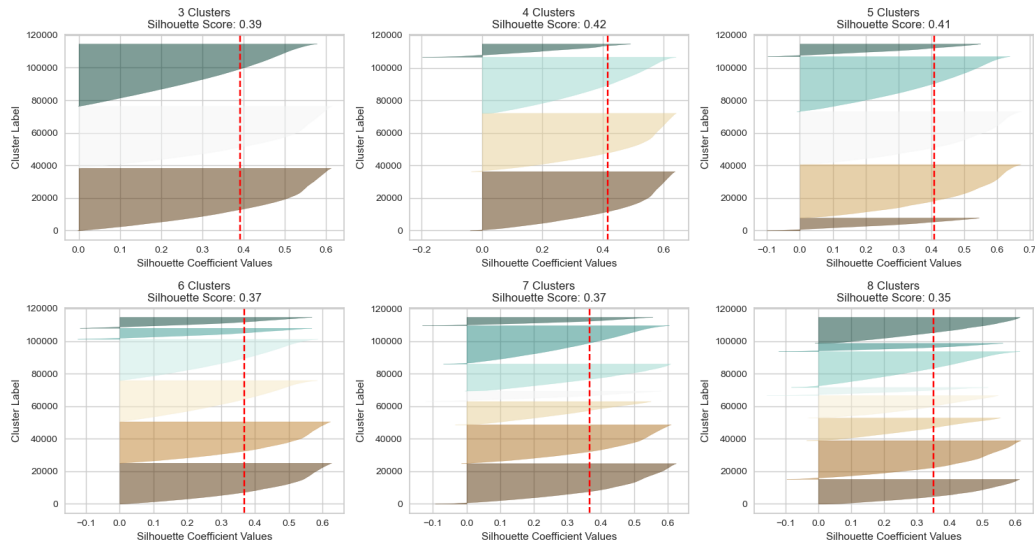 3 Clusters
Silhouette Score: 0.39
120000
100000
80000
60000
40000
20000
0
Cluster Label
0.0 0.1 0.2 0.3 0.4 0.5 0.6
Silhouette Coefficient Values
4 Clusters
Silhouette Score: 0.42
120000
100000
80000
60000
40000
20000
0
Cluster Label
−0.2 0.0 0.2 0.4 0.6
Silhouette Coefficient Values
5 Clusters
Silhouette Score: 0.41
120000
100000
80000
60000
40000
20000
0
Cluster Label
−0.1 0.0 0.1 0.2 0.3 0.4 0.5 0.6 0.7
Silhouette Coefficient Values
6 Clusters
Silhouette Score: 0.37
120000
100000
80000
60000
40000
20000
0
Cluster Label
−0.1 0.0 0.1 0.2 0.3 0.4 0.5 0.6
Silhouette Coefficient Values
7 Clusters
Silhouette Score: 0.37
120000
100000
80000
60000
40000
20000
0
Cluster Label
−0.1 0.0 0.1 0.2 0.3 0.4 0.5 0.6
Silhouette Coefficient Values
8 Clusters
Silhouette Score: 0.35
120000
100000
80000
60000
40000
20000
0
Cluster Label
−0.1 0.0 0.1 0.2 0.3 0.4 0.5 0.6
Silhouette Coefficient Values